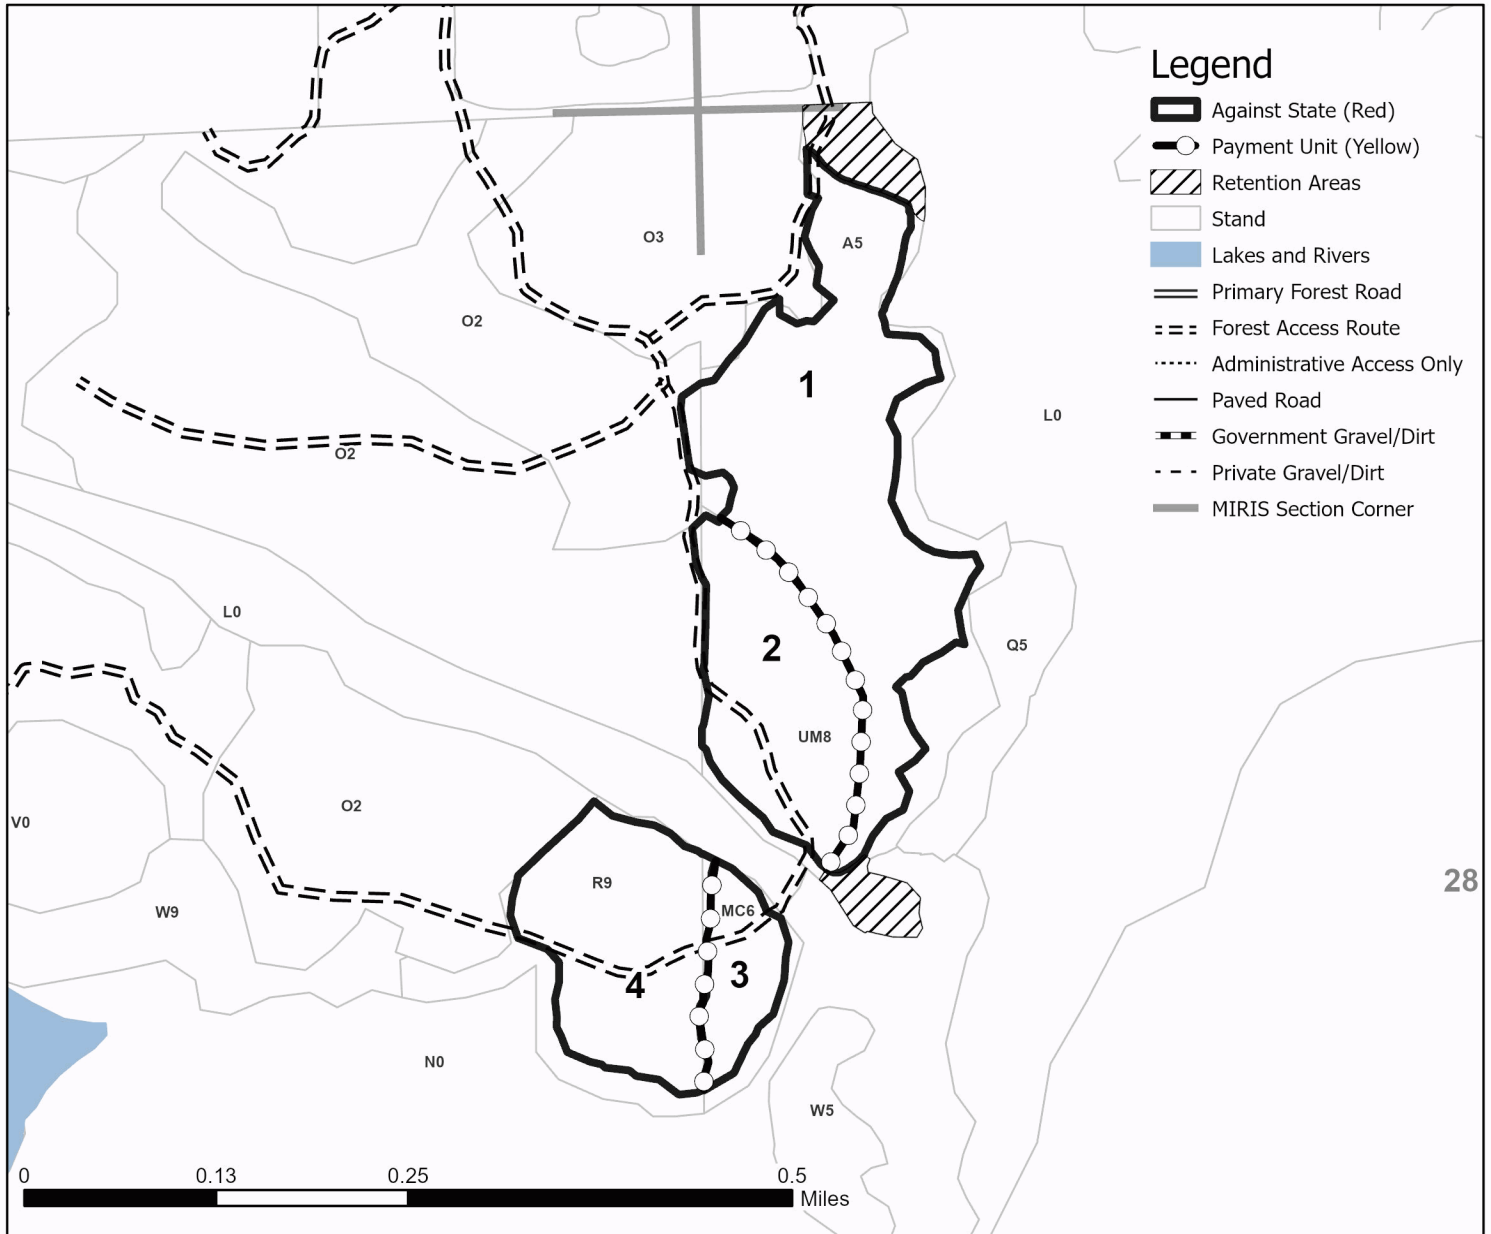 Legend
Against State (Red)
Payment Unit (Yellow)
Retention Areas
Stand
Lakes and Rivers
Primary Forest Road
Forest Access Route
Administrative Access Only
Paved Road
Government Gravel/Dirt
Private Gravel/Dirt
MIRIS Section Corner
O3
A5
O2
1
L0
O2
L0
2
Q5
UM8
O2
V0
R9
28
W9
MC6
3
4
N0
W5
0
0.13
0.25
0.5
Miles